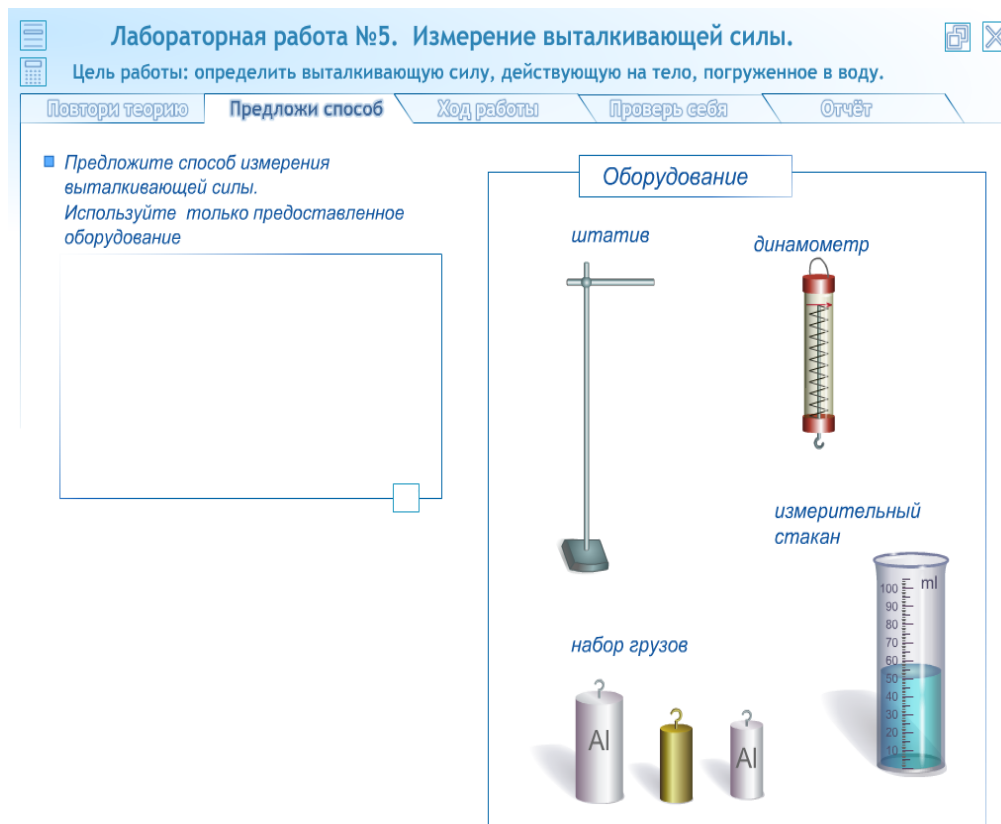 Лабораторная работа №5. Измерение выталкивающей силы.
Цель работы: определить выталкивающую силу, действующую на тело, погруженное в воду.
Повтори теорию
Предложи способ
Ход работы
Проверь себя
Отчёт
Предложите способ измерения
выталкивающей силы.
Используйте только предоставленное
оборудование
Оборудование
штатив
динамометр
измерительный
стакан
ml
100
90
80
70
60
50
40
30
20
10
набор грузов
Al
Al